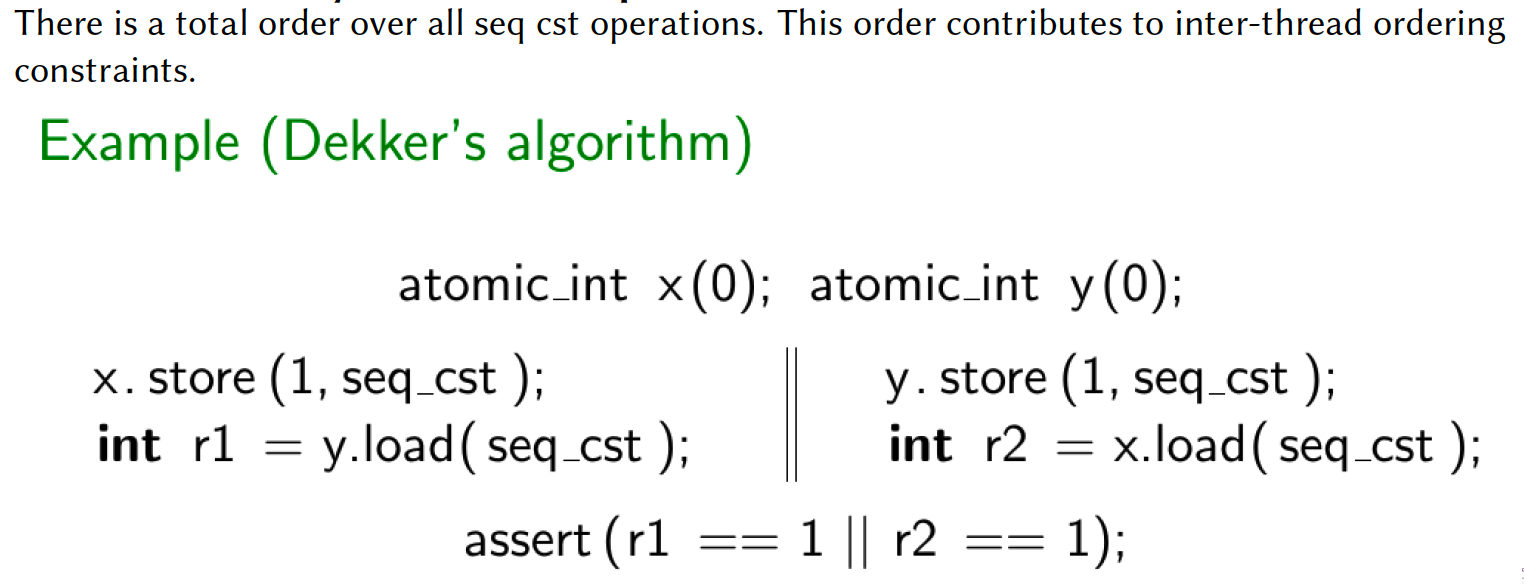 There is a total order over all seq cst operations. This order contributes to inter-thread ordering
constraints.
Example (Dekker's algorithm)
atomic_int x(0); atomic_int y(0);
x.store(1, seq_cst);
int r1 = y.load(seq_cst);
y.store(1, seq_cst);
int r2 = x.load(seq_cst);
assert(r1 == 1 || r2 == 1);